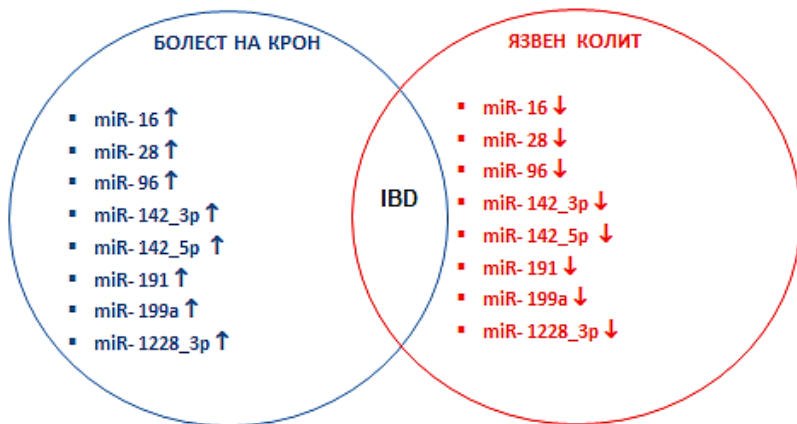 БОЛЕСТ НА КРОН
▪ miR- 16 ↑
▪ miR- 28 ↑
▪ miR- 96 ↑
▪ miR- 142_3p ↑
▪ miR- 142_5p ↑
▪ miR- 191 ↑
▪ miR- 199a ↑
▪ miR- 1228_3p ↑
IBD
ЯЗВЕН КОЛИТ
▪ miR- 16 ↓
▪ miR- 28 ↓
▪ miR- 96 ↓
▪ miR- 142_3p ↓
▪ miR- 142_5p ↓
▪ miR- 191 ↓
▪ miR- 199a ↓
▪ miR- 1228_3p ↓